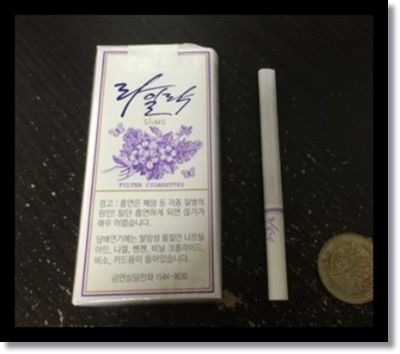 라일락
SLIMS
FILTER CIGARETTES
경고 : 흡연은 폐암 등 각종 질병의
원인! 일단 흡연하게 되면 끊기가
매우 어렵습니다.
담배연기에는 발암성 물질인 나프틸
아민, 니켈, 벤젠, 비닐 크롤라이드,
비소, 카드뮴이 들어있습니다.
금연상담전화 1544-9030